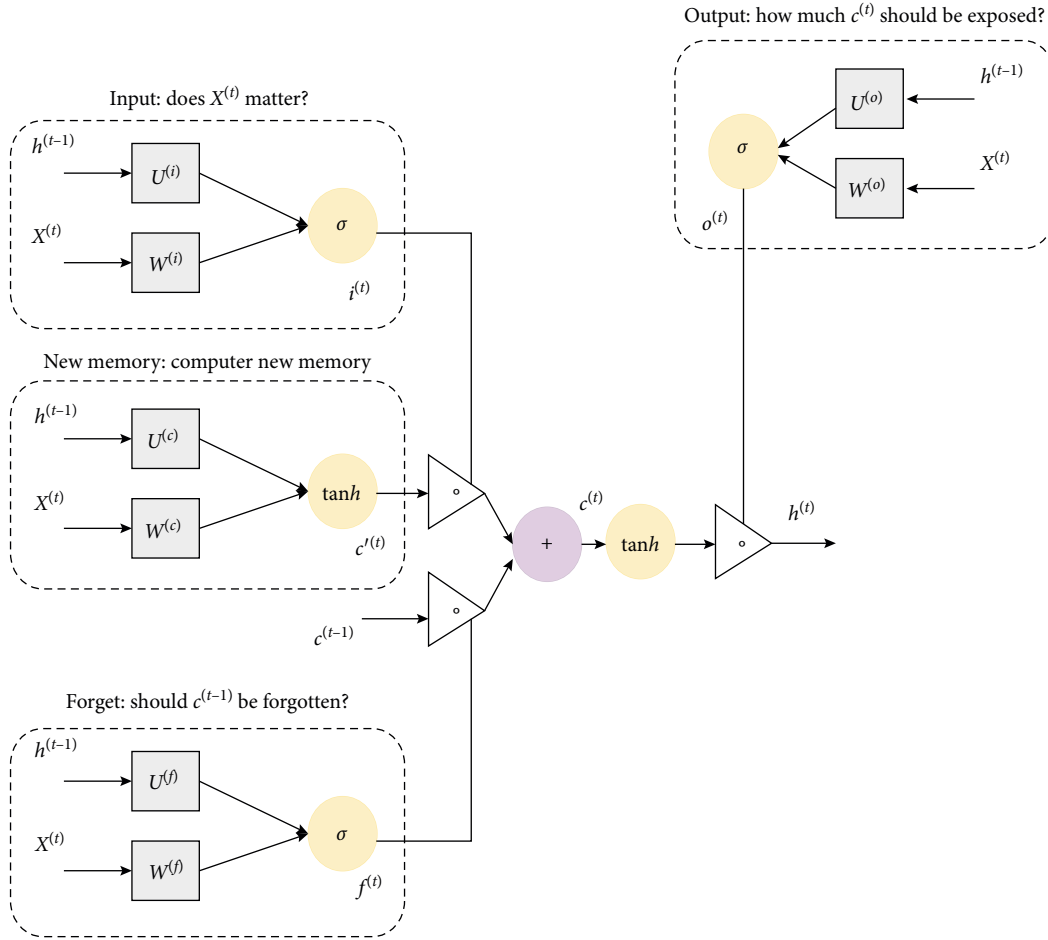 Output: how much c^(t) should be exposed?
h^(t–1)
U^(o)
σ
X^(t)
W^(o)
o^(t)
Input: does X^(t) matter?
h^(t–1)
U^(i)
X^(t)
W^(i)
σ
i^(t)
New memory: computer new memory
h^(t–1)
U^(c)
X^(t)
W^(c)
tanh
c′^(t)
∘
c^(t–1)
∘
+
c^(t)
tanh
∘
h^(t)
Forget: should c^(t–1) be forgotten?
h^(t–1)
U^(f)
X^(t)
W^(f)
σ
f^(t)